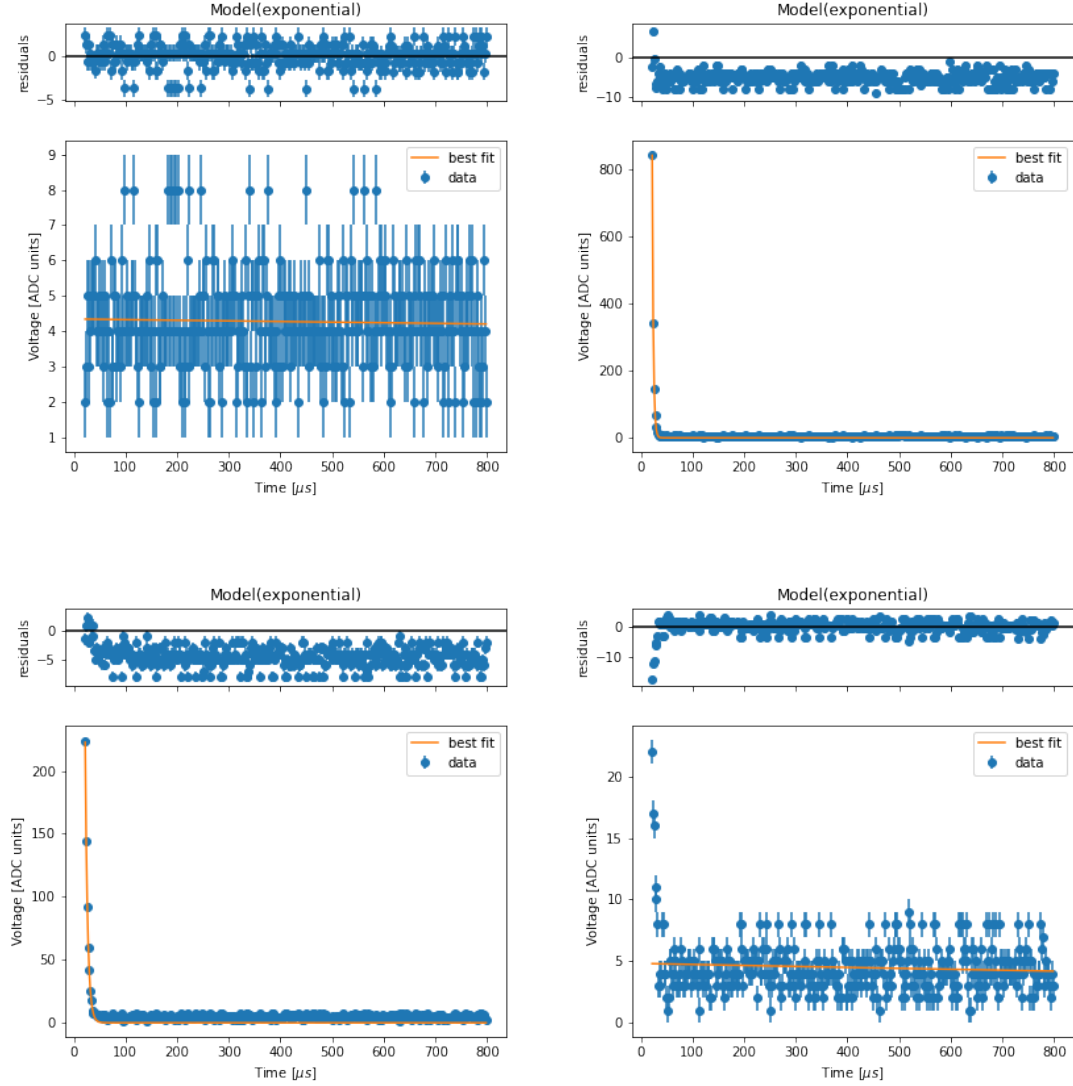 Model(exponential)
residuals
0
−5
Voltage [ADC units]
9
8
7
6
5
4
3
2
1
best fit
data
0 100 200 300 400 500 600 700 800
Time [μs]
Model(exponential)
residuals
0
−10
Voltage [ADC units]
800
600
400
200
0
best fit
data
0 100 200 300 400 500 600 700 800
Time [μs]
Model(exponential)
residuals
0
−5
Voltage [ADC units]
200
150
100
50
0
best fit
data
0 100 200 300 400 500 600 700 800
Time [μs]
Model(exponential)
residuals
0
−10
Voltage [ADC units]
20
15
10
5
0
best fit
data
0 100 200 300 400 500 600 700 800
Time [μs]